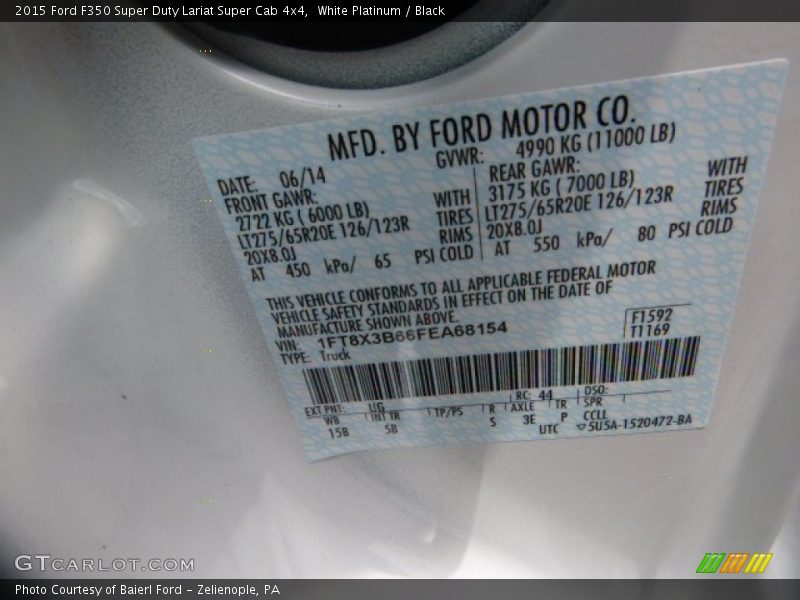 2015 Ford F350 Super Duty Lariat Super Cab 4x4,  White Platinum / Black
MFD. BY FORD MOTOR CO.
DATE: 06/14
GVWR: 4990 KG (11000 LB)
FRONT GAWR:
2722 KG ( 6000 LB) WITH
LT275/65R20E 126/123R TIRES
20X8.0J RIMS
AT 450 kPa/ 65 PSI COLD
REAR GAWR: WITH
3175 KG ( 7000 LB) TIRES
LT275/65R20E 126/123R RIMS
20X8.0J
AT 550 kPa/ 80 PSI COLD
THIS VEHICLE CONFORMS TO ALL APPLICABLE FEDERAL MOTOR
VEHICLE SAFETY STANDARDS IN EFFECT ON THE DATE OF
MANUFACTURE SHOWN ABOVE.
VIN: 1FT8X3B66FEA68154
TYPE: Truck
F1592
T1169
EXT PNT: UG RC: 44 DSO:
WB INT TR TP/PS R AXLE TR SPR
15B 5B S 3E P CCLL
UTC ▽5U5A-1520472-BA
GTCARLOT.COM
Photo Courtesy of Baierl Ford - Zelienople, PA